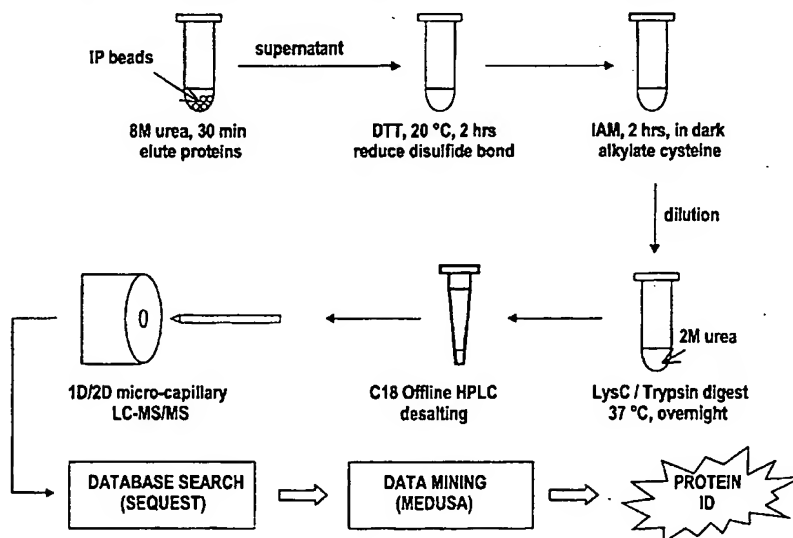 IP beads
supernatant
8M urea, 30 min
elute proteins
DTT, 20 °C, 2 hrs
reduce disulfide bond
IAM, 2 hrs, in dark
alkylate cysteine
dilution
2M urea
1D/2D micro-capillary
LC-MS/MS
C18 Offline HPLC
desalting
LysC / Trypsin digest
37 °C, overnight
DATABASE SEARCH
(SEQUEST)
DATA MINING
(MEDUSA)
PROTEIN
ID